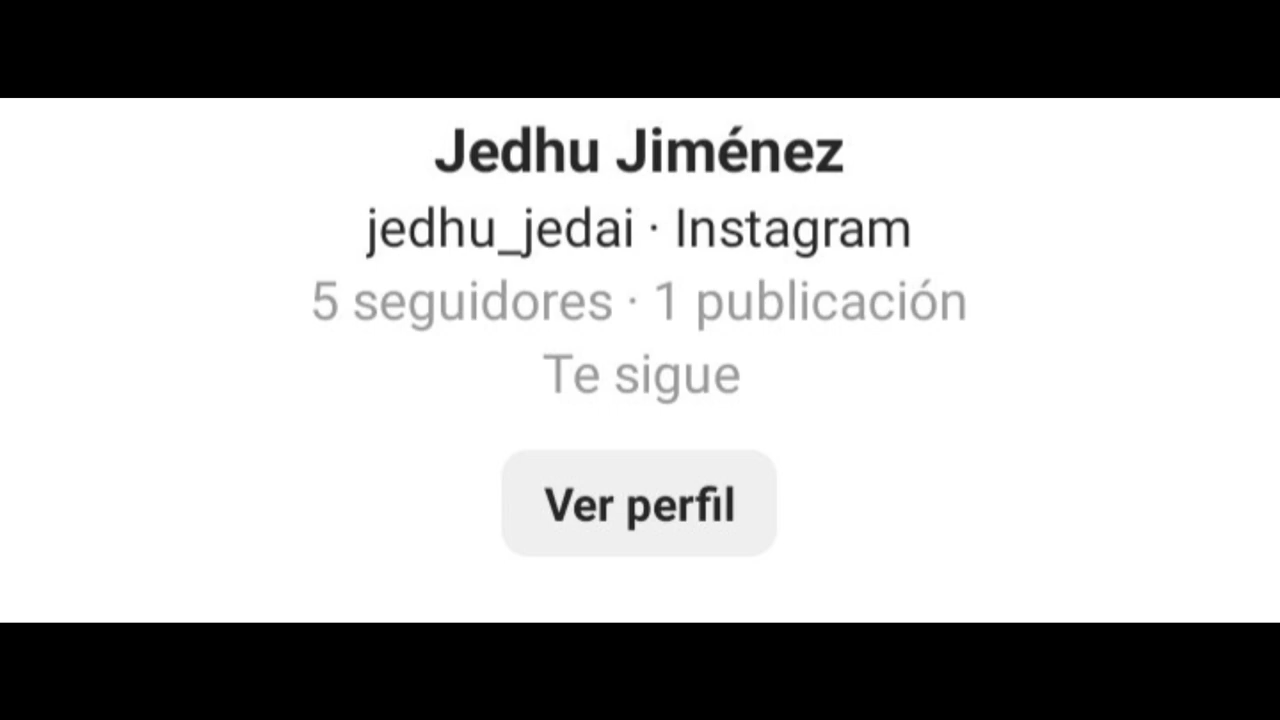 Jedhu Jiménez
jedhu_jedai · Instagram
5 seguidores · 1 publicación
Te sigue
Ver perfil